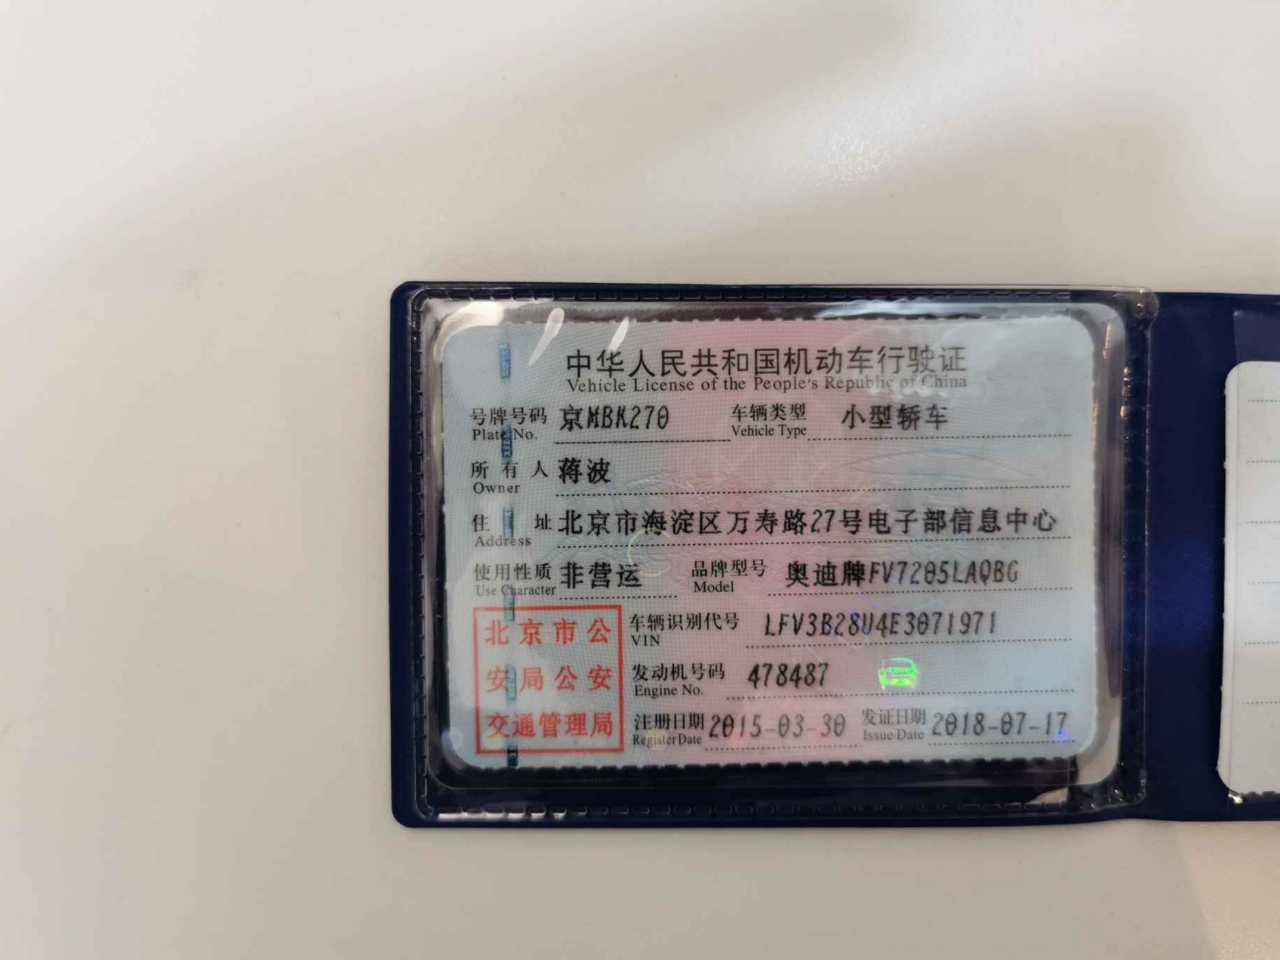 中华人民共和国机动车行驶证
Vehicle License of the People's Republic of China
号牌号码 京MBK270 车辆类型 小型轿车
Plate No. Vehicle Type
所有人 蒋波
Owner
住址 北京市海淀区万寿路27号电子部信息中心
Address
使用性质 非营运 品牌型号 奥迪牌FV7205LAQBG
Use Character Model
北京市公
安局公安
交通管理局
车辆识别代号 LFV3B28U4E3071971
VIN
发动机号码 478487
Engine No.
注册日期 2015-03-30 发证日期 2018-07-17
Register Date Issue Date